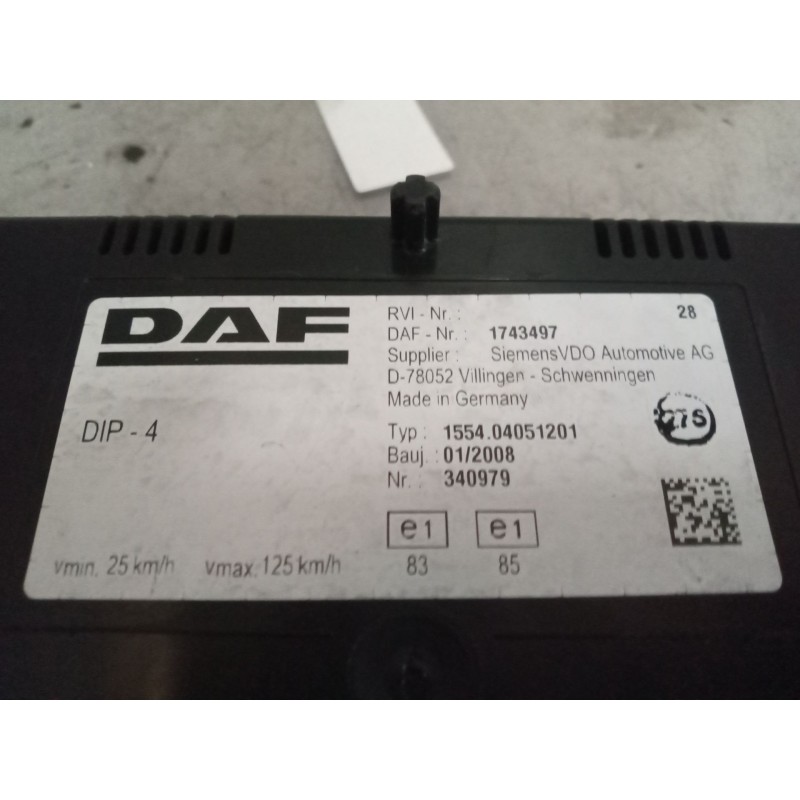 DAF
RVI - Nr. : 28
DAF - Nr. : 1743497
Supplier : SiemensVDO Automotive AG
D-78052 Villingen - Schwenningen
Made in Germany
DIP - 4
Typ : 1554.04051201
Bauj. : 01/2008
Nr. : 340979
e1 e1
83 85
vmin. 25 km/h vmax. 125 km/h